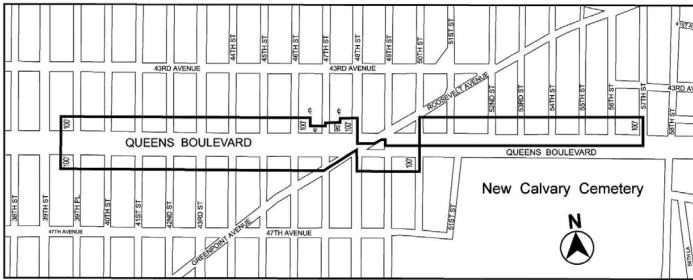 44TH ST
45TH ST
46TH ST
47TH ST
48TH ST
49TH ST
50TH ST
51ST ST
43RD AVENUE
43RD AVENUE
ROOSEVELT AVENUE
52ND ST
53RD ST
54TH ST
55TH ST
56TH ST
57TH ST
58TH ST
43RD AV
100'
100'
96'
100'
100'
QUEENS BOULEVARD
QUEENS BOULEVARD
100'
100'
New Calvary Cemetery
38TH ST
39TH ST
39TH PL
40TH ST
41ST ST
42ND ST
43RD ST
GREENPOINT AVENUE
51ST ST
47TH AVENUE
47TH AVENUE
N